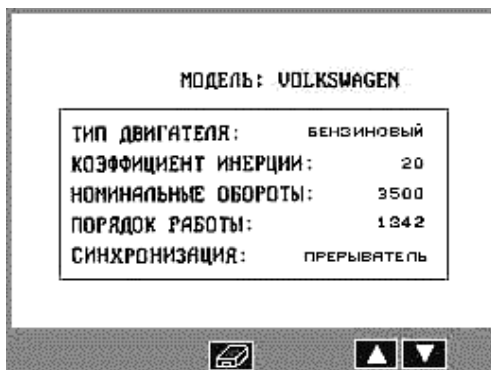 МОДЕЛЬ: VOLKSWAGEN
ТИП ДВИГАТЕЛЯ: БЕНЗИНОВЫЙ
КОЭФФИЦИЕНТ ИНЕРЦИИ: 20
НОМИНАЛЬНЫЕ ОБОРОТЫ: 3500
ПОРЯДОК РАБОТЫ: 1342
СИНХРОНИЗАЦИЯ: ПРЕРЫВАТЕЛЬ